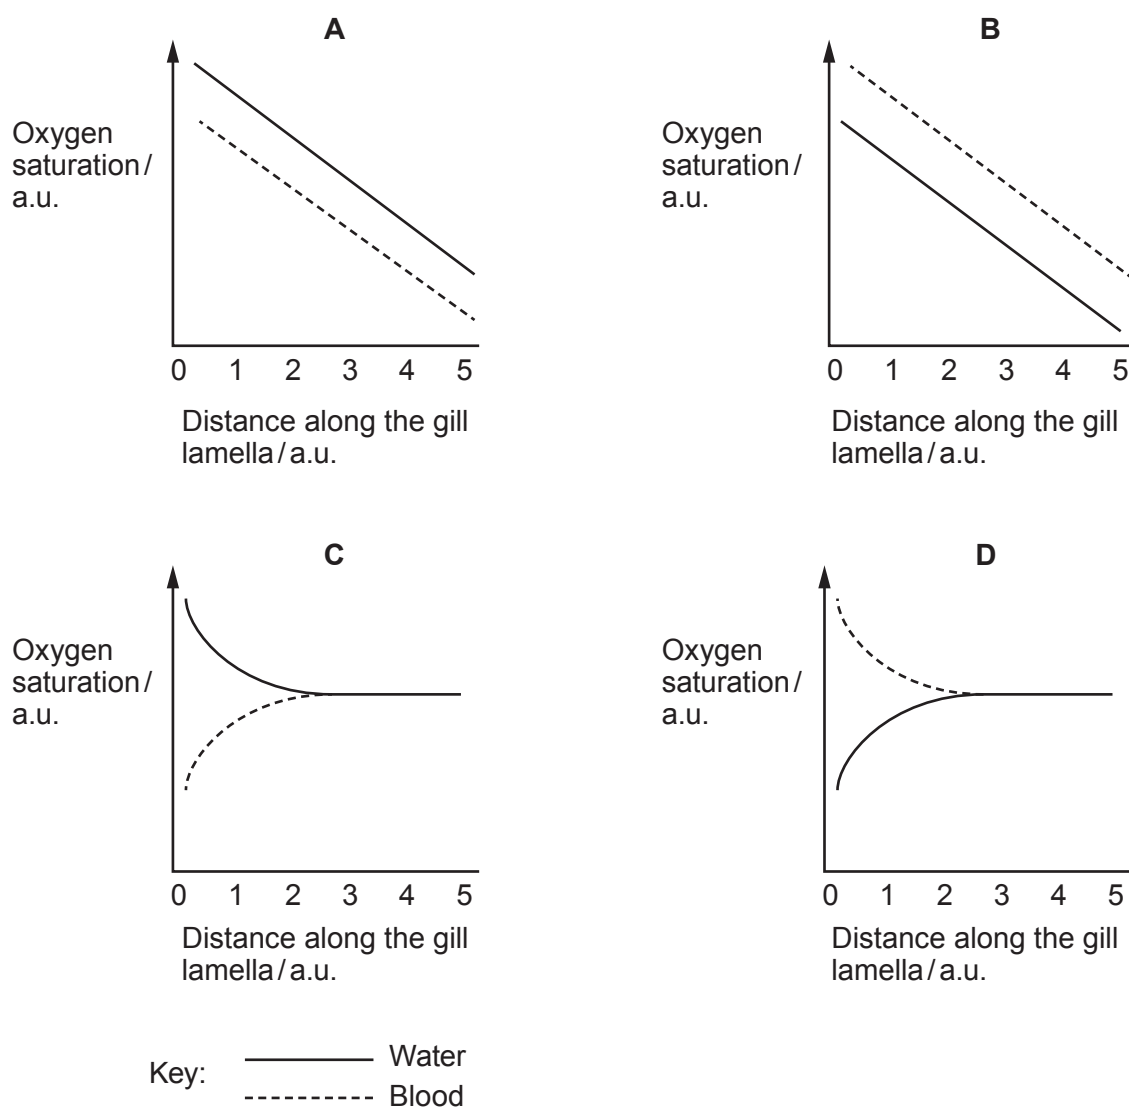 A
Oxygen
saturation/
a.u.
0 1 2 3 4 5
Distance along the gill
lamella/a.u.
B
Oxygen
saturation/
a.u.
0 1 2 3 4 5
Distance along the gill
lamella/a.u.
C
Oxygen
saturation/
a.u.
0 1 2 3 4 5
Distance along the gill
lamella/a.u.
D
Oxygen
saturation/
a.u.
0 1 2 3 4 5
Distance along the gill
lamella/a.u.
Key:
Water
Blood